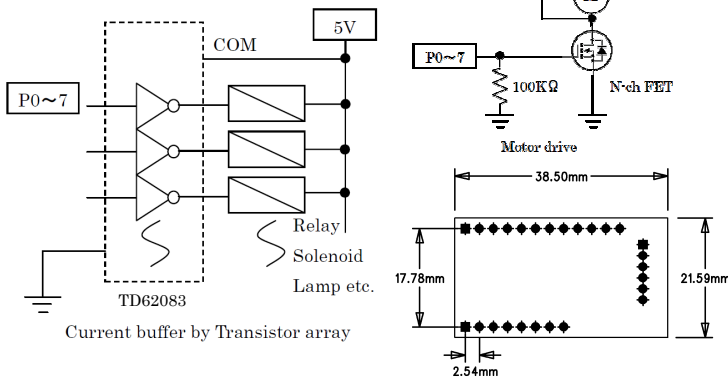 5V
COM
P0～7
Relay
Solenoid
Lamp etc.
TD62083
Current buffer by Transistor array
P0～7
100KΩ
N-ch FET
Motor drive
38.50mm
17.78mm
21.59mm
2.54mm